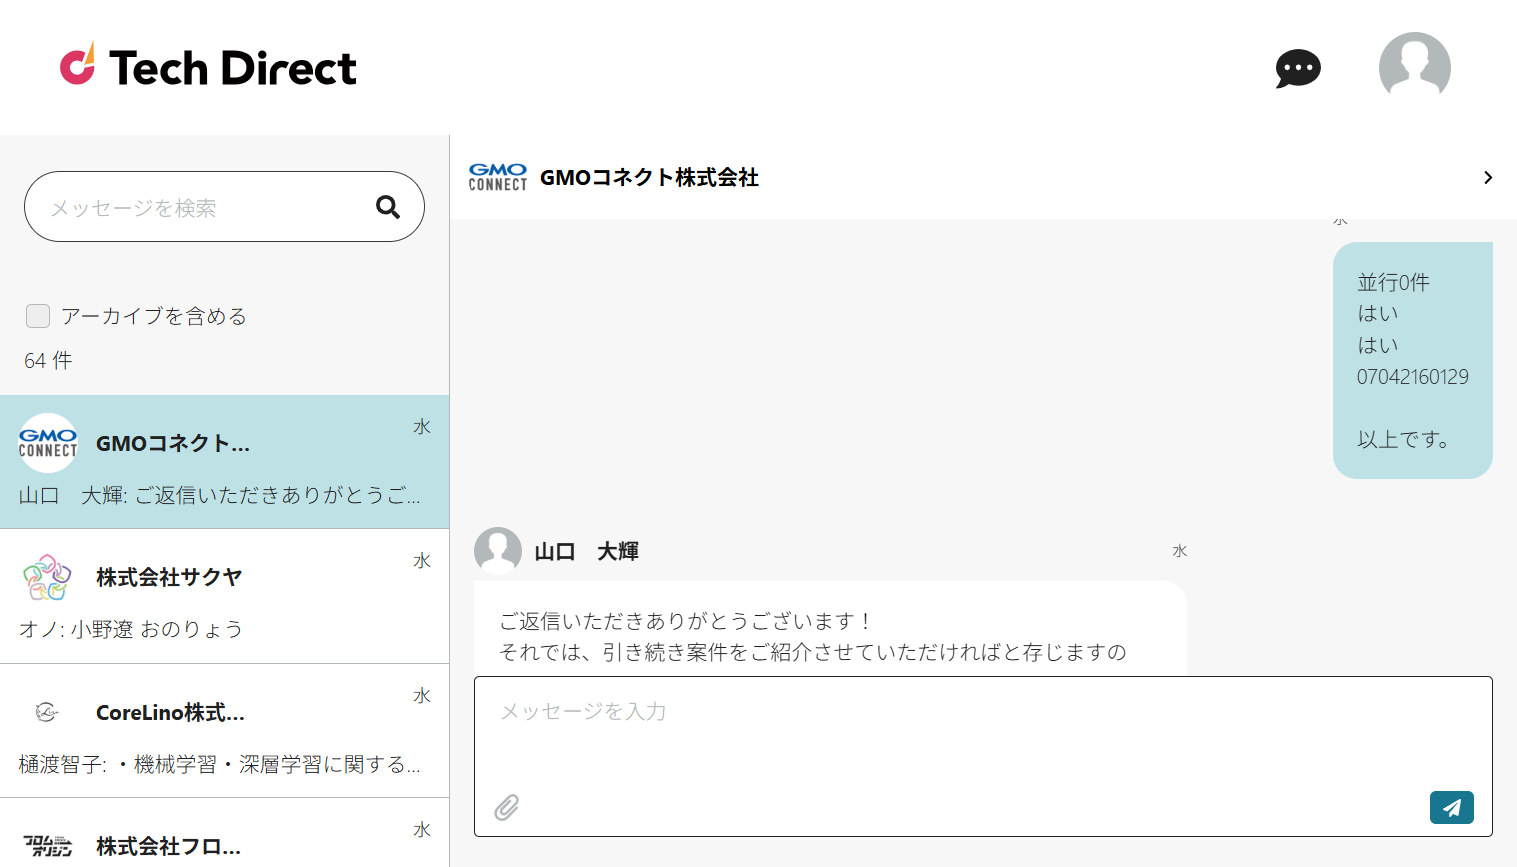 Tech Direct
メッセージを検索
アーカイブを含める
64 件
水
GMOコネクト...
山口　大輝: ご返信いただきありがとうご...
水
株式会社サクヤ
オノ: 小野遼 おのりょう
水
CoreLino株式...
樋渡智子: ・機械学習・深層学習に関する...
水
株式会社フロ...
GMO CONNECT
GMOコネクト株式会社
水
並行0件
はい
はい
07042160129
以上です。
山口　大輝
水
ご返信いただきありがとうございます！
それでは、引き続き案件をご紹介させていただければと存じますの
メッセージを入力